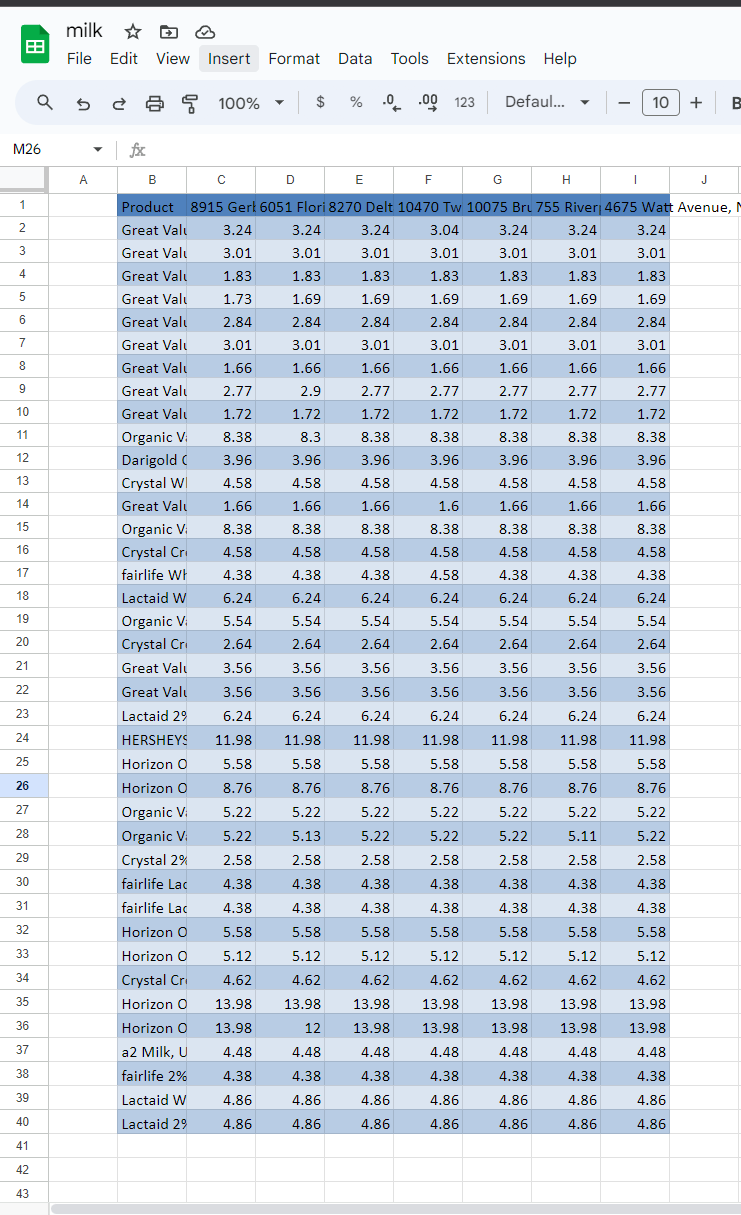 milk
File Edit View Insert Format Data Tools Extensions Help
100% $ % .0 .00 123 Defaul... − 10 + B
M26 fx
A B C D E F G H I J
1 Product 8915 Gerl 6051 Flori 8270 Delt 10470 Tw 10075 Bru 755 Riverp 4675 Watt Avenue, N
2 Great Valu 3.24 3.24 3.24 3.04 3.24 3.24 3.24
3 Great Valu 3.01 3.01 3.01 3.01 3.01 3.01 3.01
4 Great Valu 1.83 1.83 1.83 1.83 1.83 1.83 1.83
5 Great Valu 1.73 1.69 1.69 1.69 1.69 1.69 1.69
6 Great Valu 2.84 2.84 2.84 2.84 2.84 2.84 2.84
7 Great Valu 3.01 3.01 3.01 3.01 3.01 3.01 3.01
8 Great Valu 1.66 1.66 1.66 1.66 1.66 1.66 1.66
9 Great Valu 2.77 2.9 2.77 2.77 2.77 2.77 2.77
10 Great Valu 1.72 1.72 1.72 1.72 1.72 1.72 1.72
11 Organic Va 8.38 8.3 8.38 8.38 8.38 8.38 8.38
12 Darigold C 3.96 3.96 3.96 3.96 3.96 3.96 3.96
13 Crystal Wh 4.58 4.58 4.58 4.58 4.58 4.58 4.58
14 Great Valu 1.66 1.66 1.66 1.6 1.66 1.66 1.66
15 Organic Va 8.38 8.38 8.38 8.38 8.38 8.38 8.38
16 Crystal Cre 4.58 4.58 4.58 4.58 4.58 4.58 4.58
17 fairlife Wh 4.38 4.38 4.38 4.58 4.38 4.38 4.38
18 Lactaid W 6.24 6.24 6.24 6.24 6.24 6.24 6.24
19 Organic Va 5.54 5.54 5.54 5.54 5.54 5.54 5.54
20 Crystal Cre 2.64 2.64 2.64 2.64 2.64 2.64 2.64
21 Great Valu 3.56 3.56 3.56 3.56 3.56 3.56 3.56
22 Great Valu 3.56 3.56 3.56 3.56 3.56 3.56 3.56
23 Lactaid 2% 6.24 6.24 6.24 6.24 6.24 6.24 6.24
24 HERSHEYS 11.98 11.98 11.98 11.98 11.98 11.98 11.98
25 Horizon O 5.58 5.58 5.58 5.58 5.58 5.58 5.58
26 Horizon O 8.76 8.76 8.76 8.76 8.76 8.76 8.76
27 Organic Va 5.22 5.22 5.22 5.22 5.22 5.22 5.22
28 Organic Va 5.22 5.13 5.22 5.22 5.22 5.11 5.22
29 Crystal 2% 2.58 2.58 2.58 2.58 2.58 2.58 2.58
30 fairlife Lac 4.38 4.38 4.38 4.38 4.38 4.38 4.38
31 fairlife Lac 4.38 4.38 4.38 4.38 4.38 4.38 4.38
32 Horizon O 5.58 5.58 5.58 5.58 5.58 5.58 5.58
33 Horizon O 5.12 5.12 5.12 5.12 5.12 5.12 5.12
34 Crystal Cre 4.62 4.62 4.62 4.62 4.62 4.62 4.62
35 Horizon O 13.98 13.98 13.98 13.98 13.98 13.98 13.98
36 Horizon O 13.98 12 13.98 13.98 13.98 13.98 13.98
37 a2 Milk, U 4.48 4.48 4.48 4.48 4.48 4.48 4.48
38 fairlife 2% 4.38 4.38 4.38 4.38 4.38 4.38 4.38
39 Lactaid W 4.86 4.86 4.86 4.86 4.86 4.86 4.86
40 Lactaid 2% 4.86 4.86 4.86 4.86 4.86 4.86 4.86
41
42
43